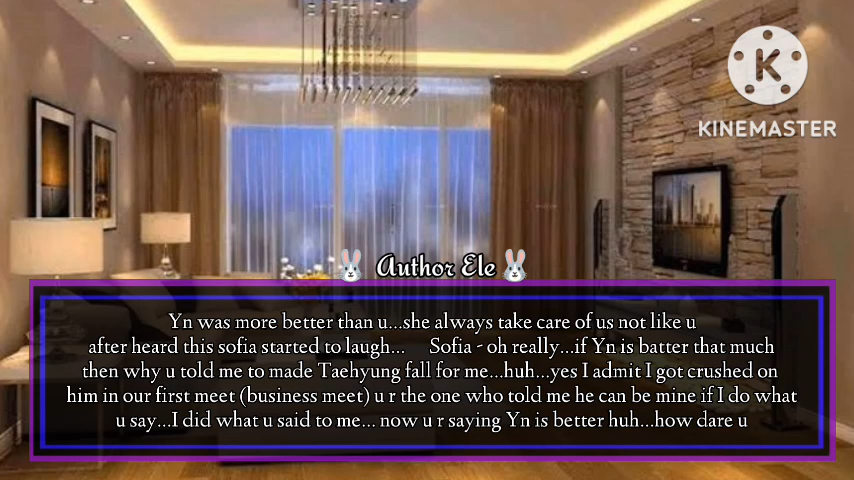 KINEMASTER
Author Ele
Yn was more better than u...she always take care of us not like u
after heard this sofia started to laugh... Sofia - oh really...if Yn is batter that much
then why u told me to made Taehyung fall for me...huh...yes I admit I got crushed on
him in our first meet (business meet) u r the one who told me he can be mine if I do what
u say...I did what u said to me... now u r saying Yn is better huh...how dare u